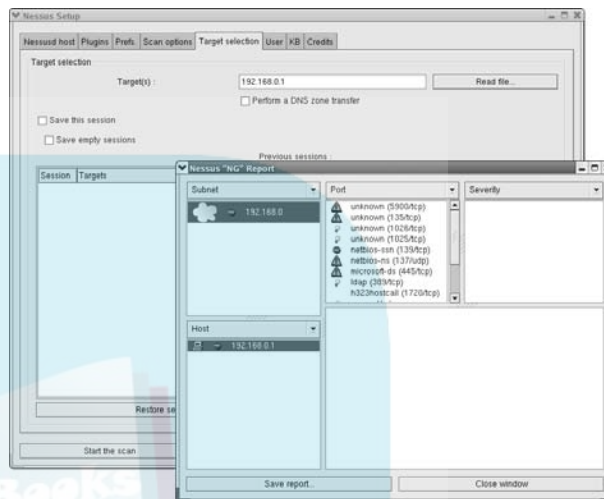 Nessus Setup
Nessusd host Plugins Prefs. Scan options Target selection User KB Credits
Target selection
Target(s) :
192.168.0.1
Read file...
Perform a DNS zone transfer
Save this session
Save empty sessions
Previous sessions :
Session Targets
Restore se
Start the scan
Nessus "NG" Report
Subnet
192.168.0
Port
unknown (5900/tcp)
unknown (135/tcp)
unknown (1026/tcp)
unknown (1025/tcp)
netbios-ssn (139/tcp)
netbios-ns (137/udp)
microsoft-ds (445/tcp)
ldap (389/tcp)
h323hostcall (1720/tcp)
Severity
Host
192.168.0.1
Save report...
Close window
Books